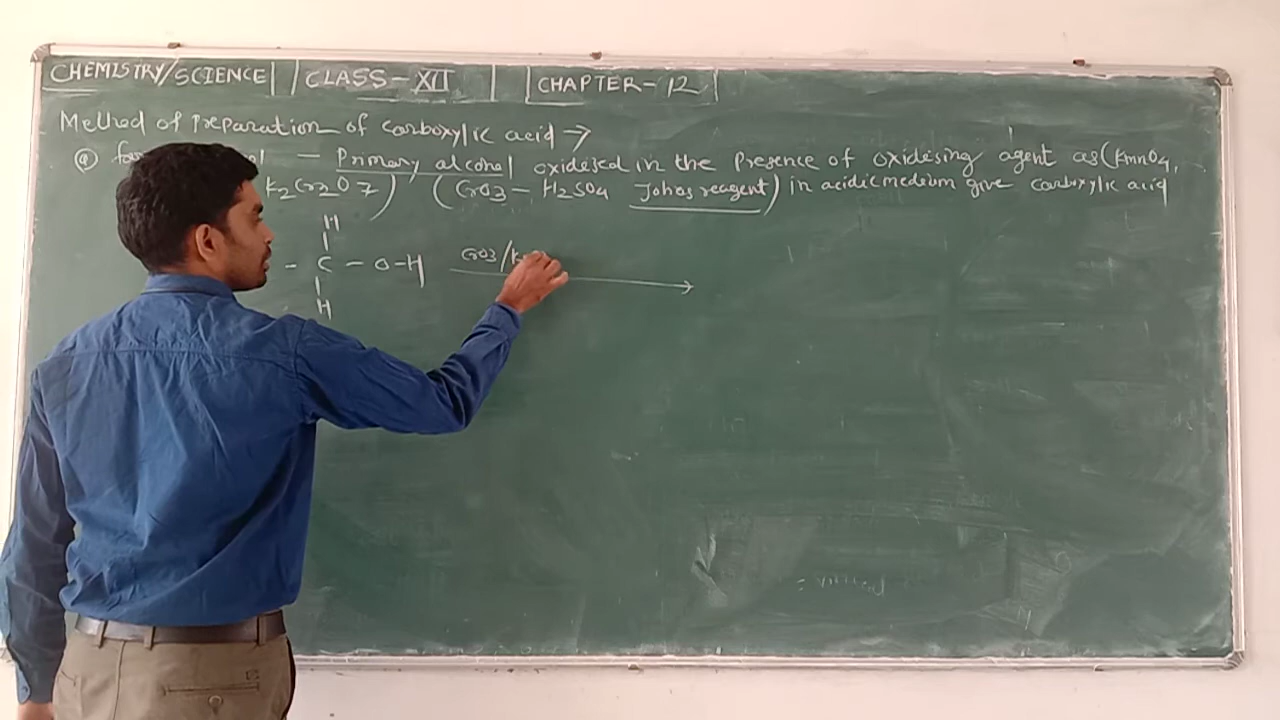 CHEMISTRY/SCIENCE | CLASS-XII | CHAPTER-12
Method of Preparation of carboxylic acid →
@ — Primary alcohol oxidised in the presence of oxidising agent as (KmnO4,
K2Cr2O7) (CrO3 - H2SO4 Johns reagent) in acidic medium give carboxylic acid
H
- C - O-H CrO3/K
H